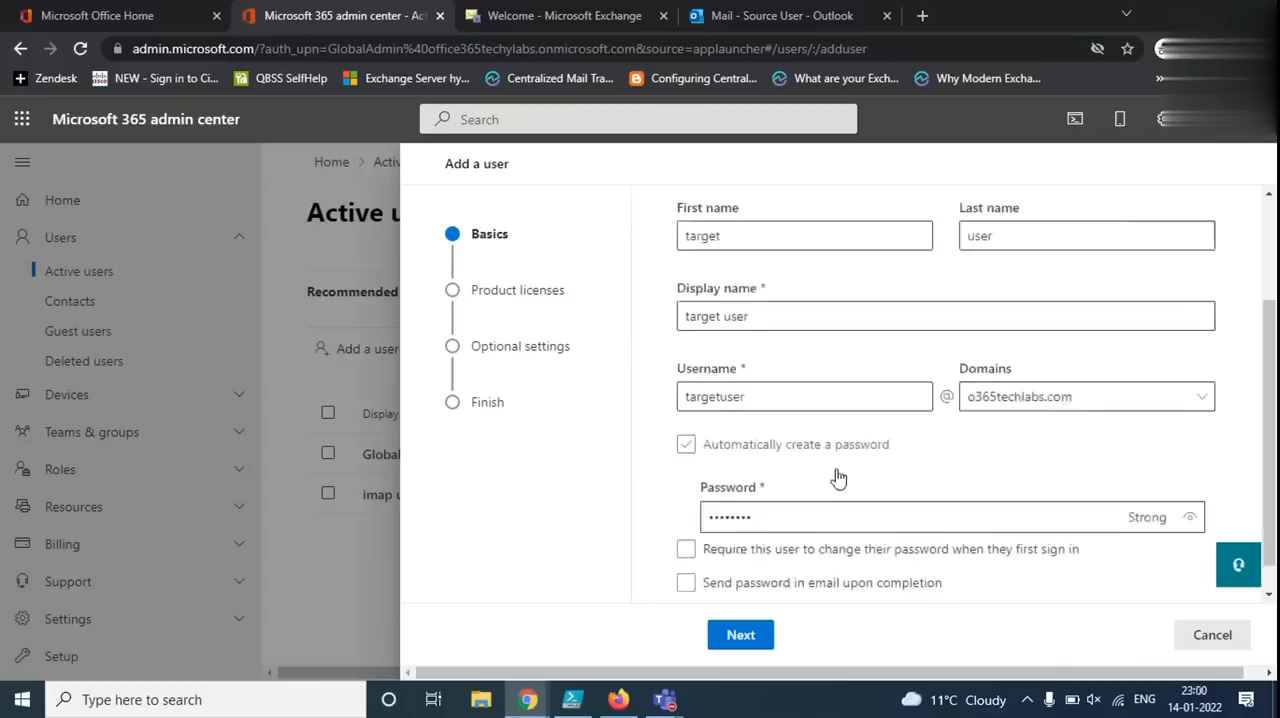 Microsoft Office Home
Microsoft 365 admin center - Ac
Welcome - Microsoft Exchange
Mail - Source User - Outlook
admin.microsoft.com/?auth_upn=GlobalAdmin%40office365techylabs.onmicrosoft.com&source=applauncher#/users/:/adduser
Zendesk
NEW - Sign in to Ci...
QBSS SelfHelp
Exchange Server by...
Centralized Mail Tra...
Configuring Central...
What are your Exch...
Why Modern Excha...
Microsoft 365 admin center
Search
Home
Users
Active users
Contacts
Guest users
Deleted users
Devices
Teams & groups
Roles
Resources
Billing
Support
Settings
Setup
Home > Activ
Active u
Recommended
Add a user
Display
Global
imap u
Add a user
Basics
Product licenses
Optional settings
Finish
First name
Last name
target
user
Display name *
target user
Username *
Domains
targetuser @ o365techlabs.com
Automatically create a password
Password *
•••••••• Strong
Require this user to change their password when they first sign in
Send password in email upon completion
Next
Cancel
Type here to search
11°C Cloudy
ENG
23:00
14-01-2022